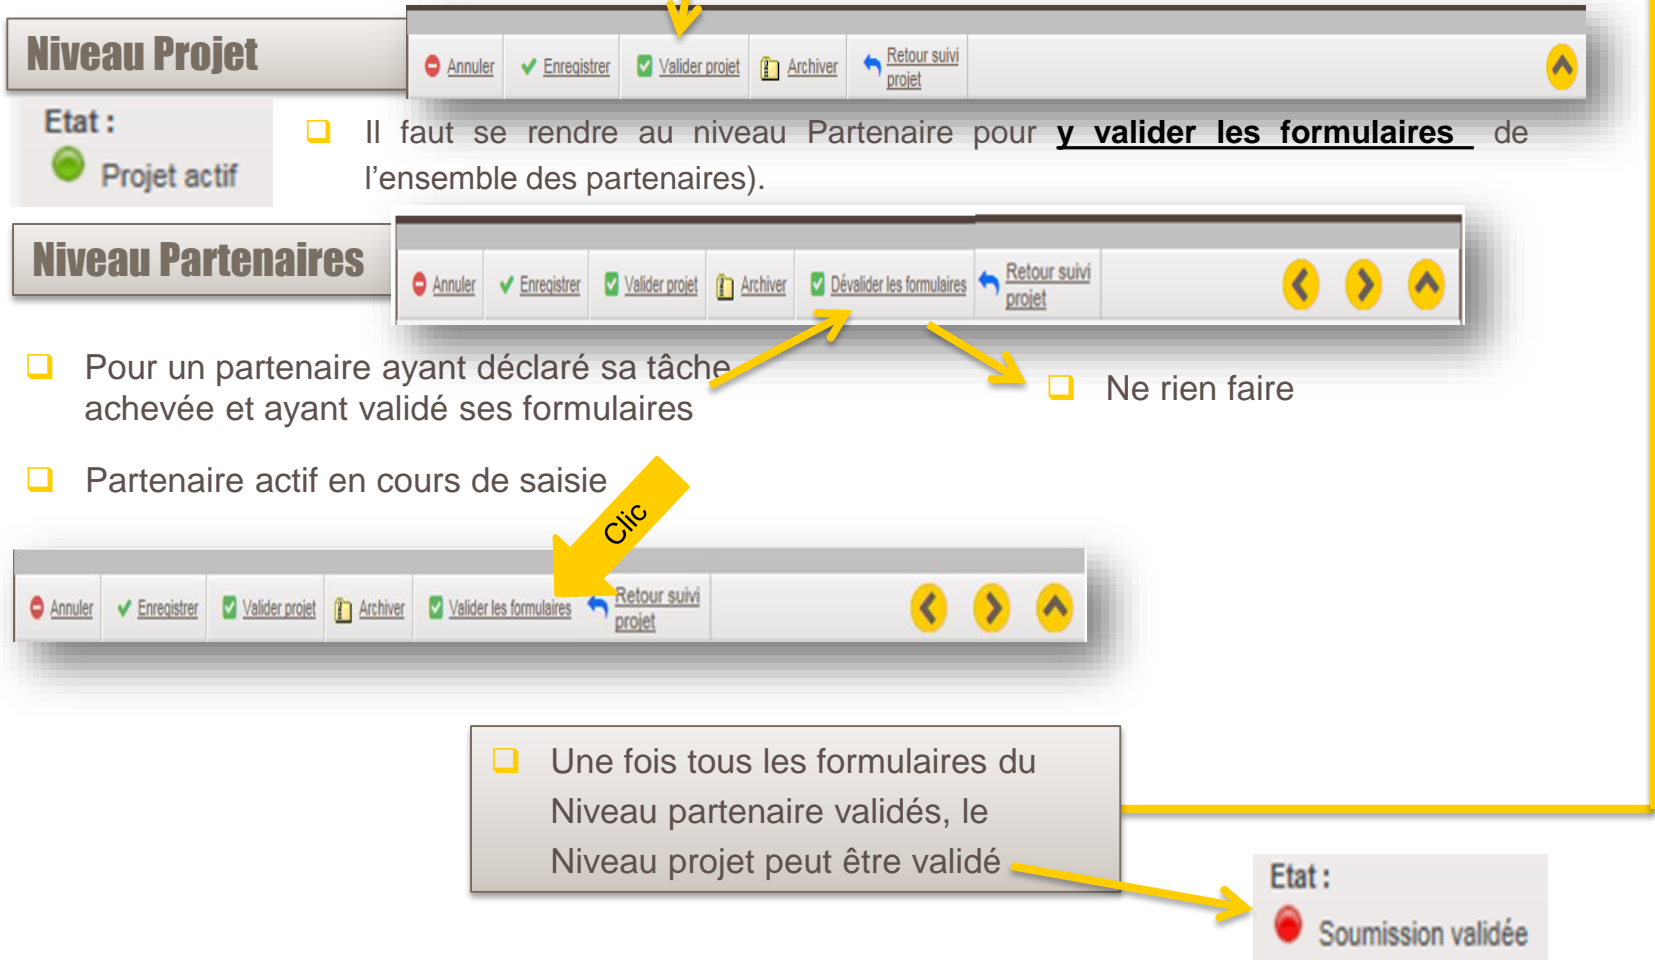 Niveau Projet
Annuler Enregistrer Valider projet Archiver Retour suivi
projet
Etat :
Projet actif
Il faut se rendre au niveau Partenaire pour y valider les formulaires de
l’ensemble des partenaires).
Niveau Partenaires
Annuler Enregistrer Valider projet Archiver Dévalider les formulaires Retour suivi
projet
Pour un partenaire ayant déclaré sa tâche
achevée et ayant validé ses formulaires
Ne rien faire
Partenaire actif en cours de saisie
Clic
Annuler Enregistrer Valider projet Archiver Valider les formulaires Retour suivi
projet
Une fois tous les formulaires du
Niveau partenaire validés, le
Niveau projet peut être validé
Etat :
Soumission validée